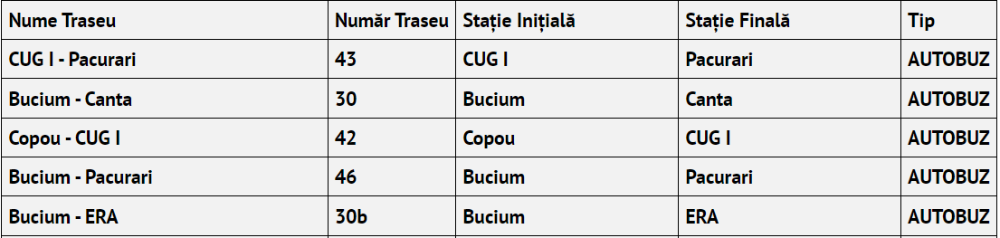 Nume Traseu Număr Traseu Stație Inițială Stație Finală Tip
CUG I - Pacurari 43 CUG I Pacurari AUTOBUZ
Bucium - Canta 30 Bucium Canta AUTOBUZ
Copou - CUG I 42 Copou CUG I AUTOBUZ
Bucium - Pacurari 46 Bucium Pacurari AUTOBUZ
Bucium - ERA 30b Bucium ERA AUTOBUZ